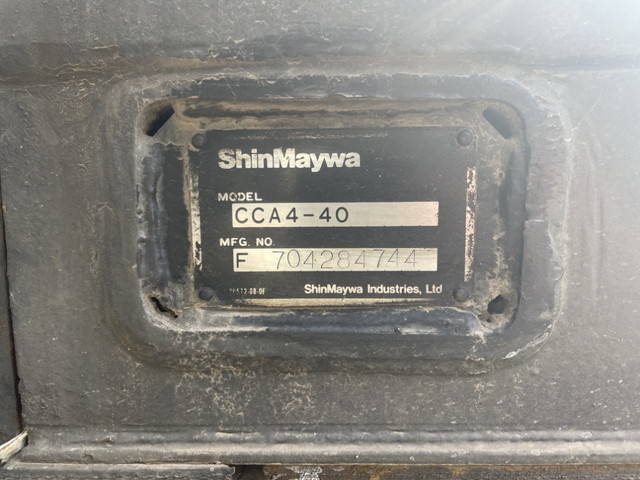 ShinMaywa
MODEL
CCA4-40
MFG. NO.
F 704284744
ShinMaywa Industries, Ltd